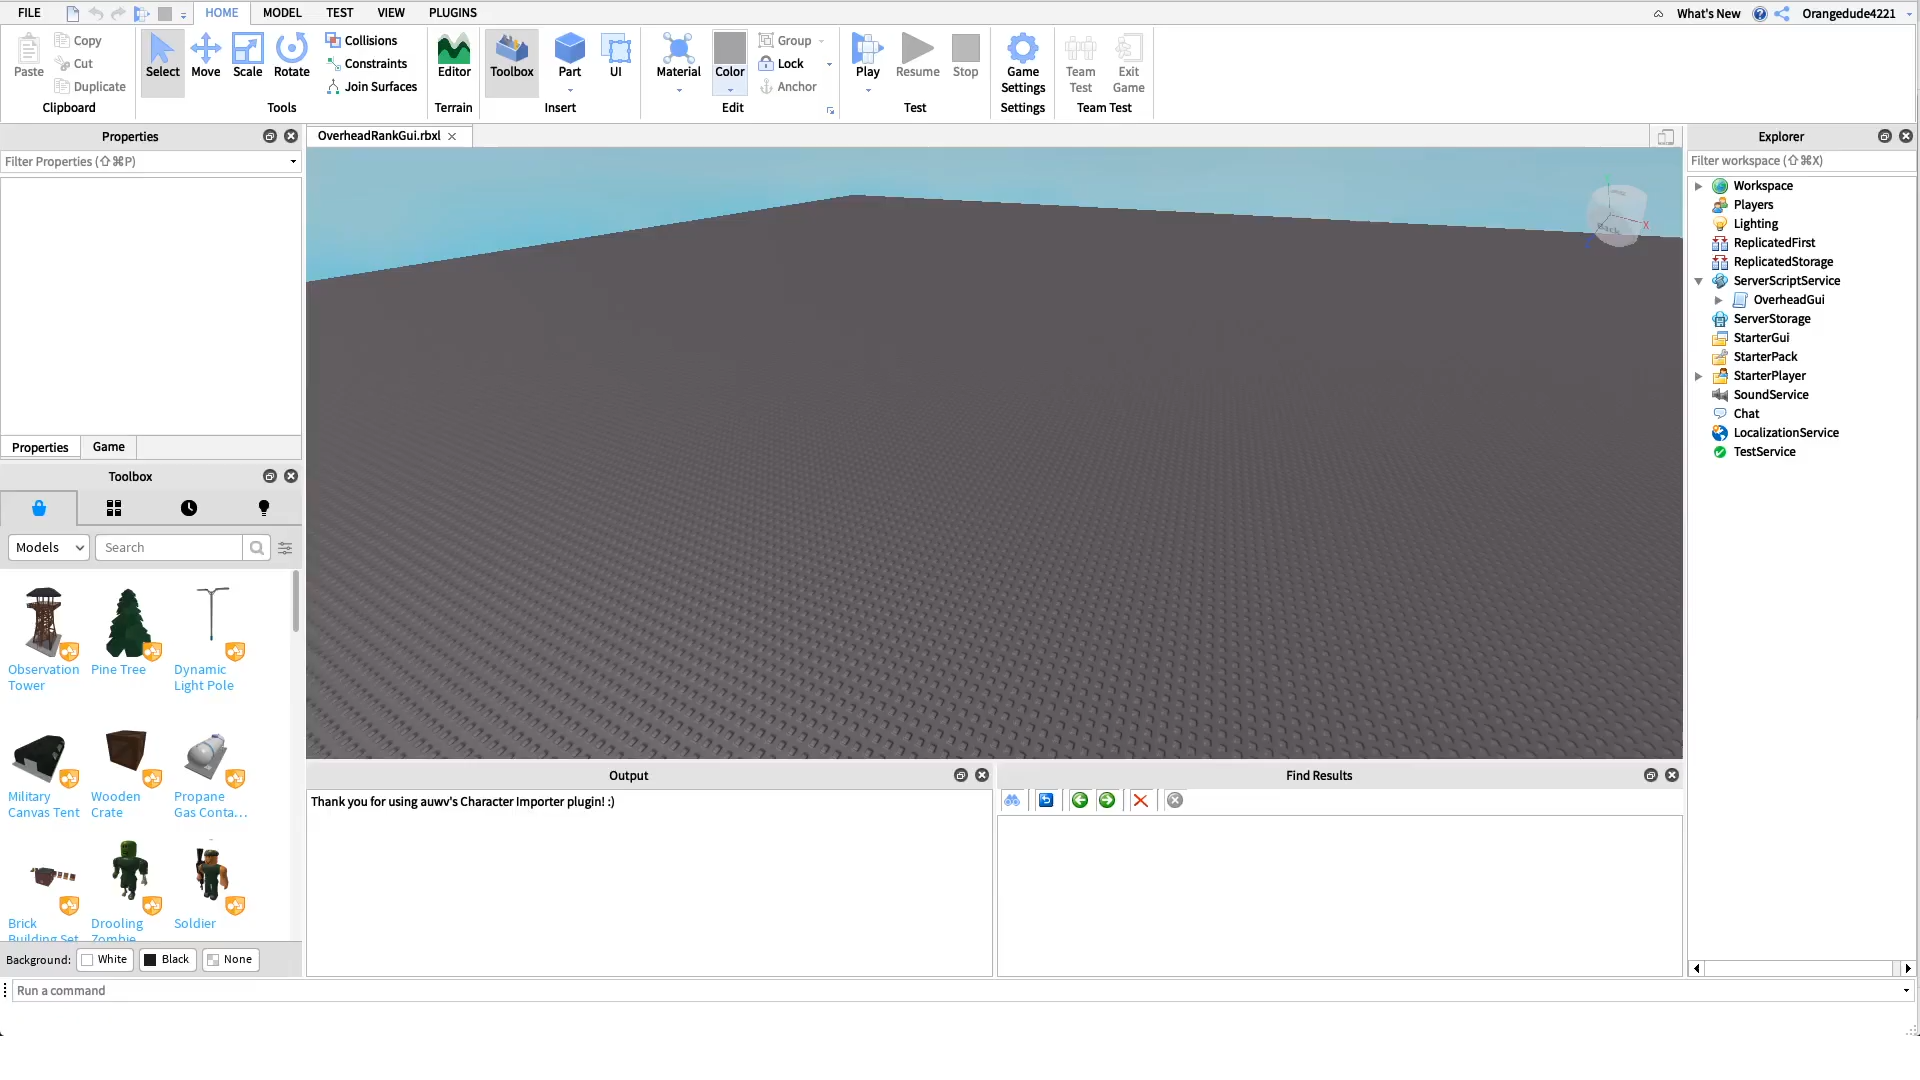 FILE
HOME
MODEL
TEST
VIEW
PLUGINS
What's New
Orangedude4221
Paste
Copy
Cut
Duplicate
Clipboard
Select
Move
Scale
Rotate
Collisions
Constraints
Join Surfaces
Tools
Editor
Terrain
Toolbox
Part
UI
Insert
Material
Color
Group
Lock
Anchor
Edit
Play
Resume
Stop
Test
Game
Settings
Settings
Team
Test
Exit
Game
Team Test
Properties
Filter Properties (⇧⌘P)
Properties
Game
Toolbox
Models
Search
Observation
Tower
Pine Tree
Dynamic
Light Pole
Military
Canvas Tent
Wooden
Crate
Propane
Gas Conta...
Brick
Building Set
Drooling
Zombie
Soldier
Background:
White
Black
None
OverheadRankGui.rbxl
X
Output
Thank you for using auwv's Character Importer plugin! :)
Find Results
Explorer
Filter workspace (⇧⌘X)
Workspace
Players
Lighting
ReplicatedFirst
ReplicatedStorage
ServerScriptService
OverheadGui
ServerStorage
StarterGui
StarterPack
StarterPlayer
SoundService
Chat
LocalizationService
TestService
Run a command